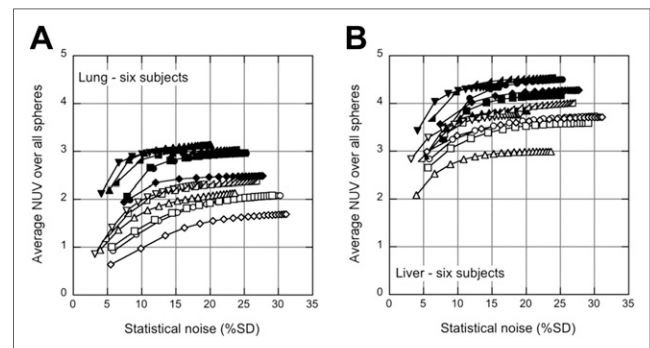 A
B
Average NUV over all spheres
5
4
3
2
1
0
Lung - six subjects
0 5 10 15 20 25 30 35
Statistical noise (%SD)
Average NUV over all spheres
5
4
3
2
1
0
Liver - six subjects
0 5 10 15 20 25 30 35
Statistical noise (%SD)